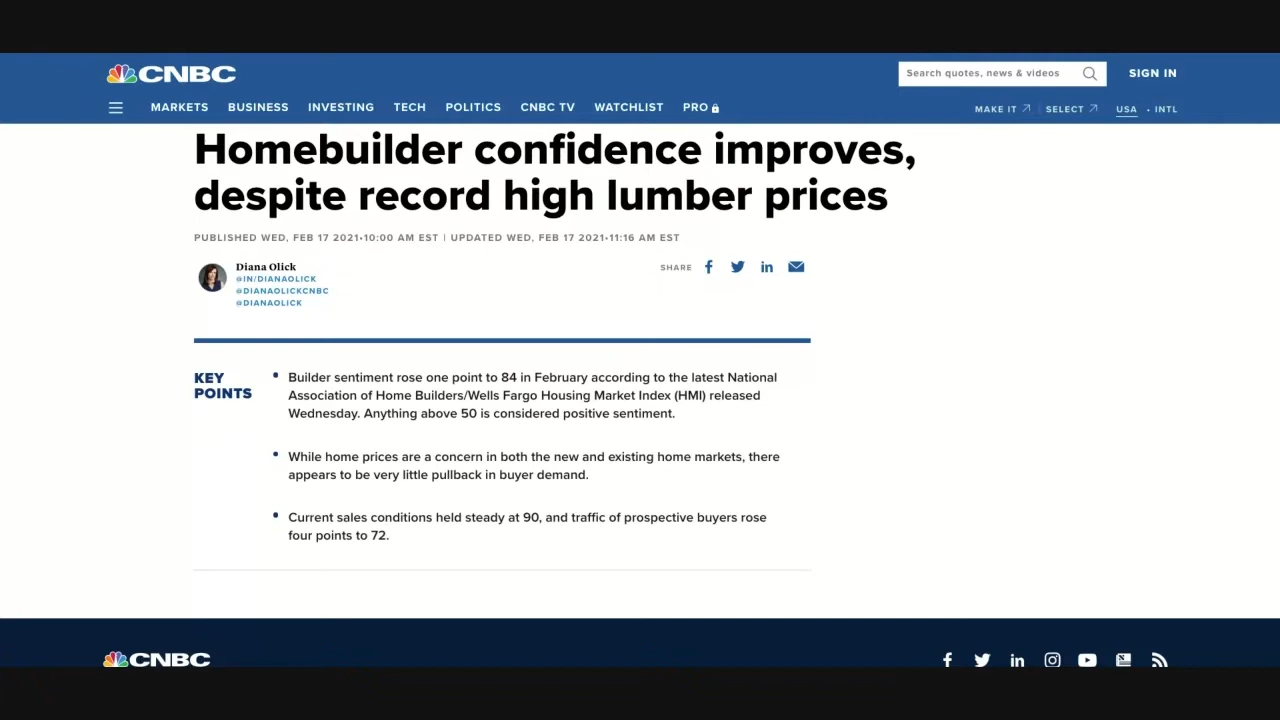 CNBC
Search quotes, news & videos
SIGN IN
MARKETS BUSINESS INVESTING TECH POLITICS CNBC TV WATCHLIST PRO
MAKE IT SELECT USA • INTL
Homebuilder confidence improves,
despite record high lumber prices
PUBLISHED WED, FEB 17 2021•10:00 AM EST | UPDATED WED, FEB 17 2021•11:16 AM EST
Diana Olick
@IN/DIANAOLICK
@DIANAOLICKCNBC
@DIANAOLICK
SHARE
KEY
POINTS
• Builder sentiment rose one point to 84 in February according to the latest National
Association of Home Builders/Wells Fargo Housing Market Index (HMI) released
Wednesday. Anything above 50 is considered positive sentiment.
• While home prices are a concern in both the new and existing home markets, there
appears to be very little pullback in buyer demand.
• Current sales conditions held steady at 90, and traffic of prospective buyers rose
four points to 72.
CNBC